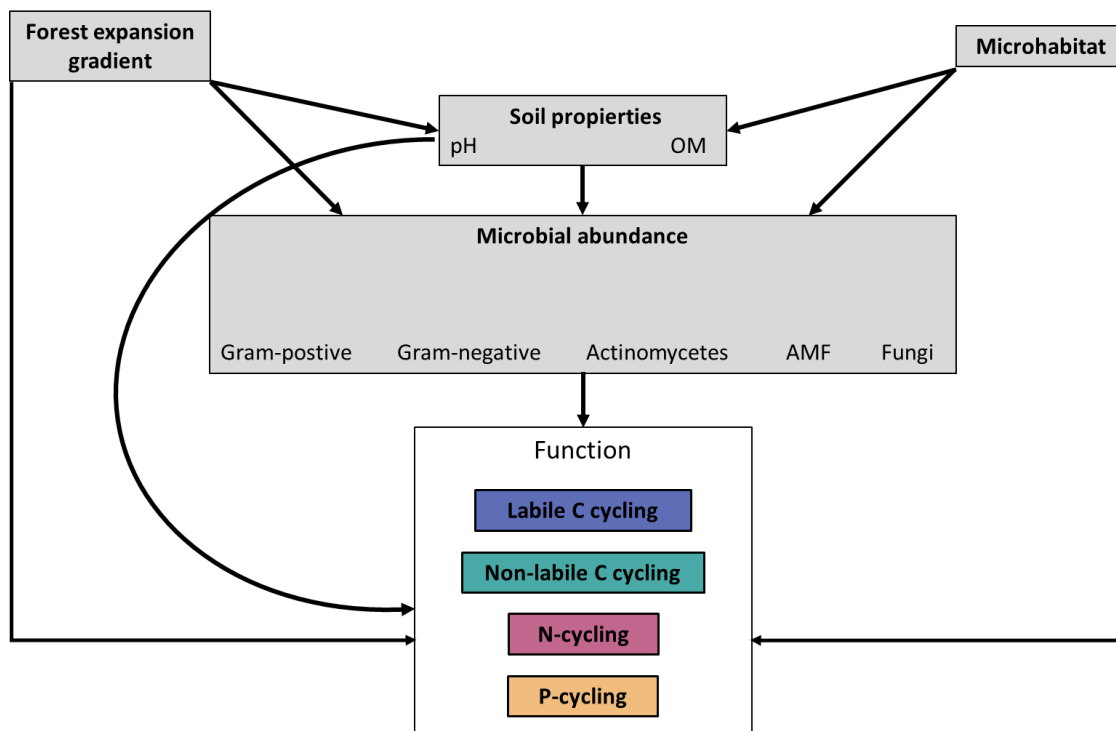 Forest expansion
gradient
Microhabitat
Soil propierties
pH OM
Microbial abundance
Gram-postive Gram-negative Actinomycetes AMF Fungi
Function
Labile C cycling
Non-labile C cycling
N-cycling
P-cycling